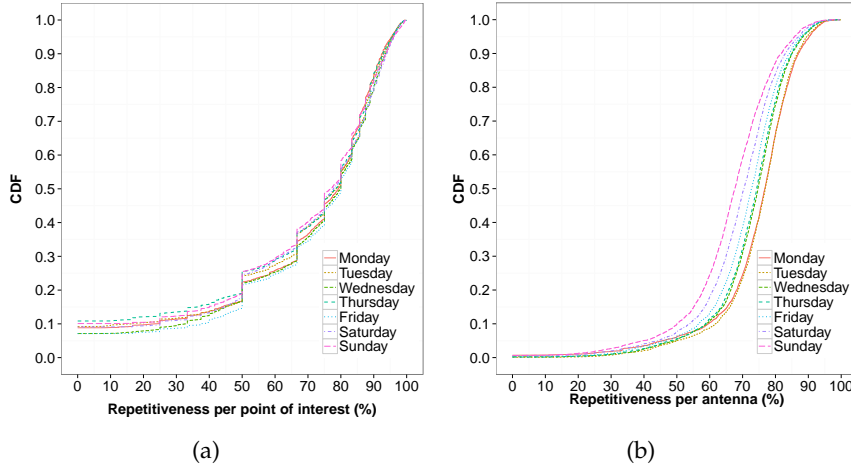 1.0
0.9
0.8
0.7
0.6
0.5
0.4
0.3
0.2
0.1
0.0
CDF
Monday
Tuesday
Wednesday
Thursday
Friday
Saturday
Sunday
0 10 20 30 40 50 60 70 80 90 100
Repetitiveness per point of interest (%)
(a)
1.0
0.9
0.8
0.7
0.6
0.5
0.4
0.3
0.2
0.1
0.0
CDF
Monday
Tuesday
Wednesday
Thursday
Friday
Saturday
Sunday
0 10 20 30 40 50 60 70 80 90 100
Repetitiveness per antenna (%)
(b)